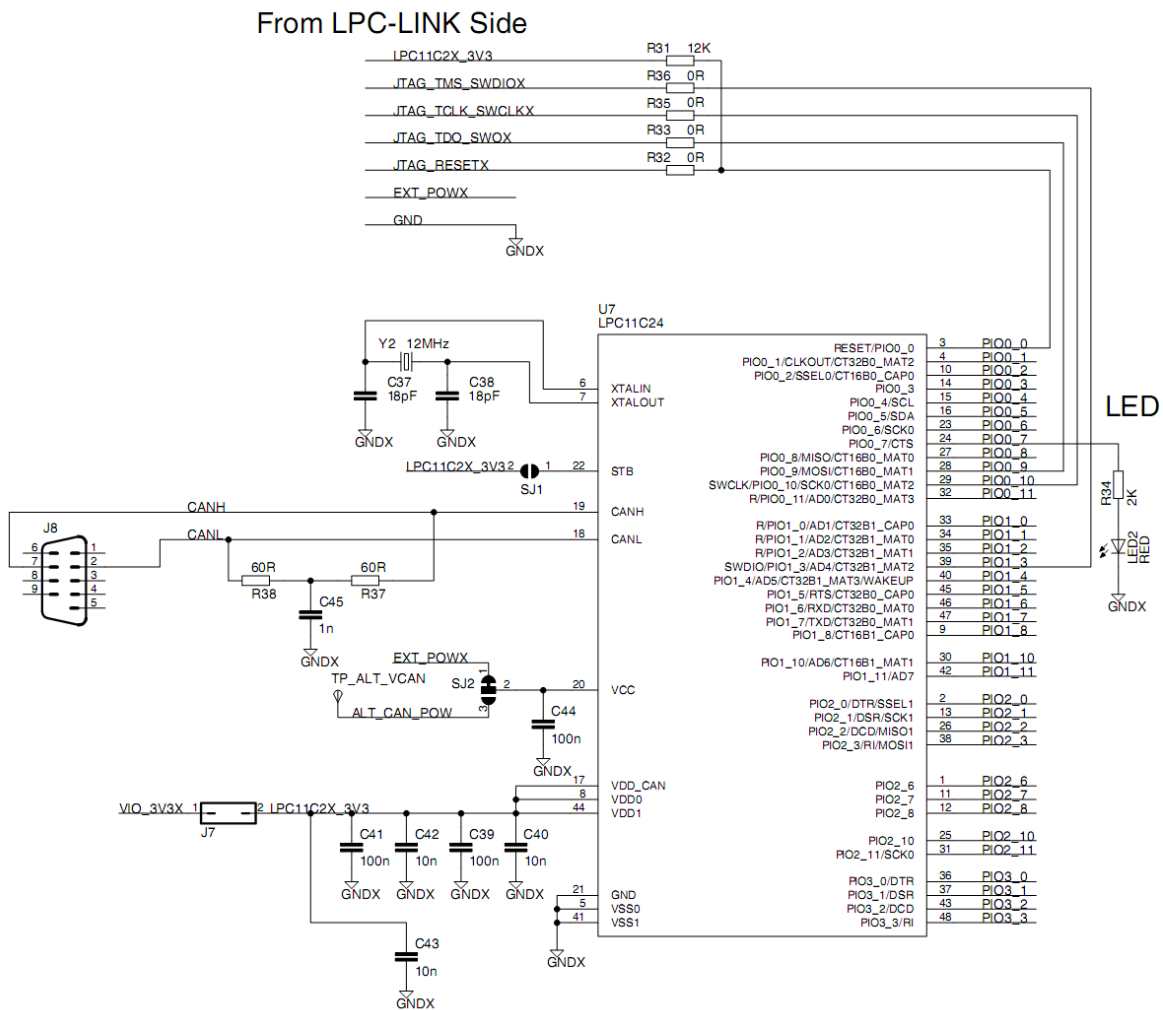 From LPC-LINK Side
LPC11C2X_3V3 R31 12K
JTAG_TMS_SWDIOX R36 0R
JTAG_TCLK_SWCLKX R35 0R
JTAG_TDO_SWOX R33 0R
JTAG_RESETX R32 0R
EXT_POWX
GND
GNDX
U7
LPC11C24
Y2 12MHz
C37 18pF
C38 18pF
GNDX GNDX
6 XTALIN
7 XTALOUT
LPC11C2X_3V3 2 1 22 STB
SJ1
CANH 19 CANH
CANL 18 CANL
J8
6 1
7 2
8 3
9 4
5
60R 60R
R38 R37
C45
1n
GNDX
EXT_POWX
TP_ALT_VCAN
ALT_CAN_POW
SJ2 1 2 3
20 VCC
C44
100n
GNDX
17 VDD_CAN
8 VDD0
44 VDD1
VIO_3V3X 1 2 LPC11C2X_3V3
J7
C41 C42 C39 C40
100n 10n 100n 10n
GNDX GNDX GNDX GNDX
21 GND
5 VSS0
41 VSS1
GNDX
C43
10n
GNDX
RESET/PIO0_0 3 PIO0_0
PIO0_1/CLKOUT/CT32B0_MAT2 4 PIO0_1
PIO0_2/SSEL0/CT16B0_CAP0 10 PIO0_2
PIO0_3 14 PIO0_3
PIO0_4/SCL 15 PIO0_4
PIO0_5/SDA 16 PIO0_5
PIO0_6/SCK0 23 PIO0_6
PIO0_7/CTS 24 PIO0_7
PIO0_8/MISO/CT16B0_MAT0 27 PIO0_8
PIO0_9/MOSI/CT16B0_MAT1 28 PIO0_9
SWCLK/PIO0_10/SCK0/CT16B0_MAT2 29 PIO0_10
R/PIO0_11/AD0/CT32B0_MAT3 32 PIO0_11
R/PIO1_0/AD1/CT32B1_CAP0 33 PIO1_0
R/PIO1_1/AD2/CT32B1_MAT0 34 PIO1_1
R/PIO1_2/AD3/CT32B1_MAT1 35 PIO1_2
SWDIO/PIO1_3/AD4/CT32B1_MAT2 39 PIO1_3
PIO1_4/AD5/CT32B1_MAT3/WAKEUP 40 PIO1_4
PIO1_5/RTS/CT32B0_CAP0 45 PIO1_5
PIO1_6/RXD/CT32B0_MAT0 46 PIO1_6
PIO1_7/TXD/CT32B0_MAT1 47 PIO1_7
PIO1_8/CT16B1_CAP0 9 PIO1_8
PIO1_10/AD6/CT16B1_MAT1 30 PIO1_10
PIO1_11/AD7 42 PIO1_11
PIO2_0/DTR/SSEL1 2 PIO2_0
PIO2_1/DSR/SCK1 13 PIO2_1
PIO2_2/DCD/MISO1 26 PIO2_2
PIO2_3/RI/MOSI1 38 PIO2_3
PIO2_6 1 PIO2_6
PIO2_7 11 PIO2_7
PIO2_8 12 PIO2_8
PIO2_10 25 PIO2_10
PIO2_11/SCK0 31 PIO2_11
PIO3_0/DTR 36 PIO3_0
PIO3_1/DSR 37 PIO3_1
PIO3_2/DCD 43 PIO3_2
PIO3_3/RI 48 PIO3_3
LED
R34
2K
LED2
RED
GNDX